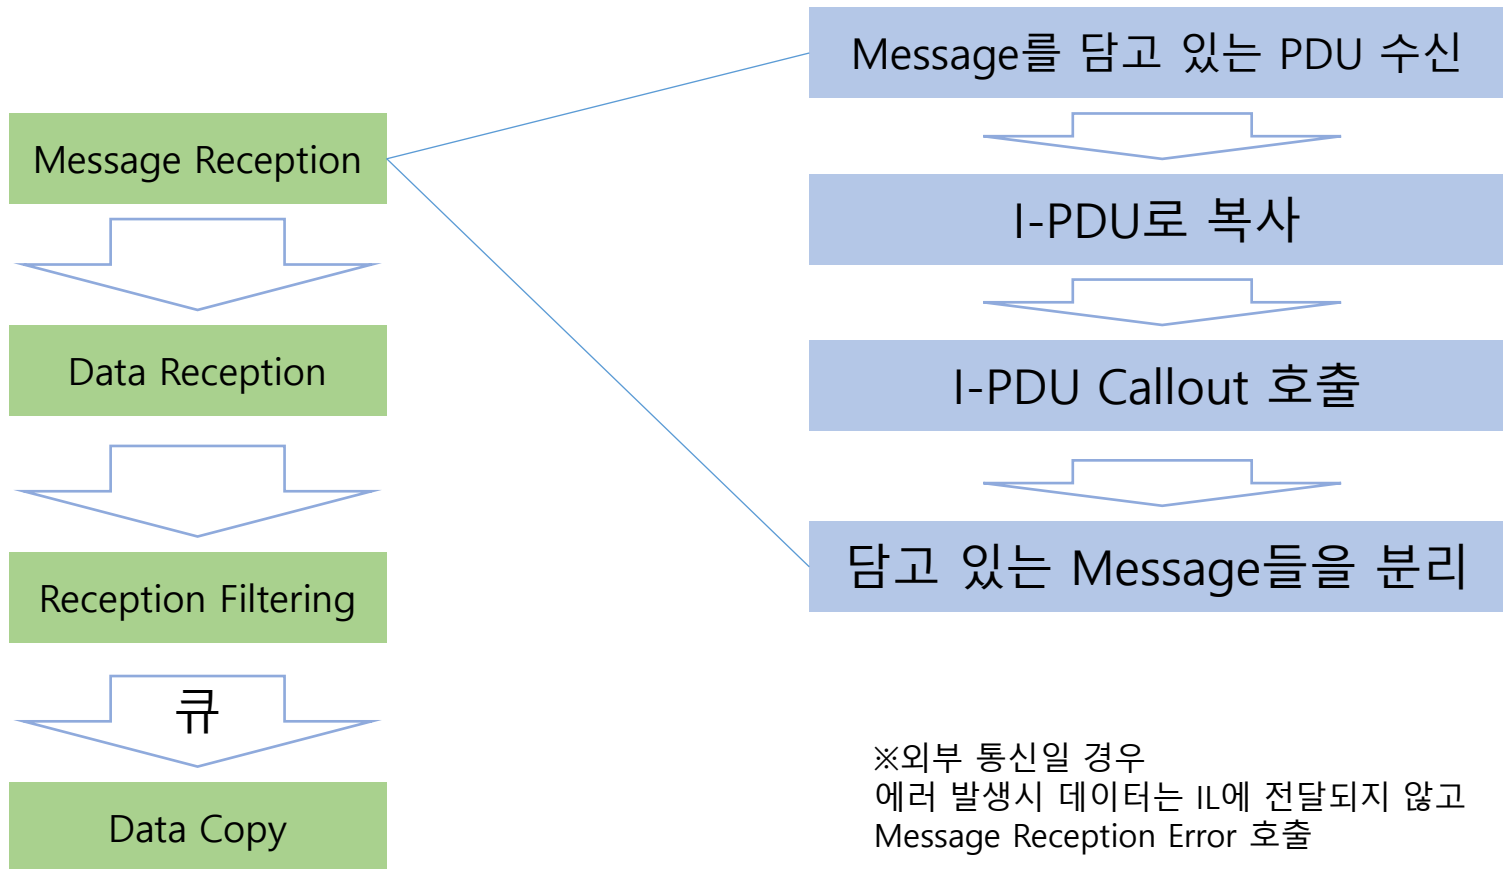 Message Reception
Data Reception
Reception Filtering
큐
Data Copy
Message를 담고 있는 PDU 수신
I-PDU로 복사
I-PDU Callout 호출
담고 있는 Message들을 분리
※외부 통신일 경우
에러 발생시 데이터는 IL에 전달되지 않고
Message Reception Error 호출